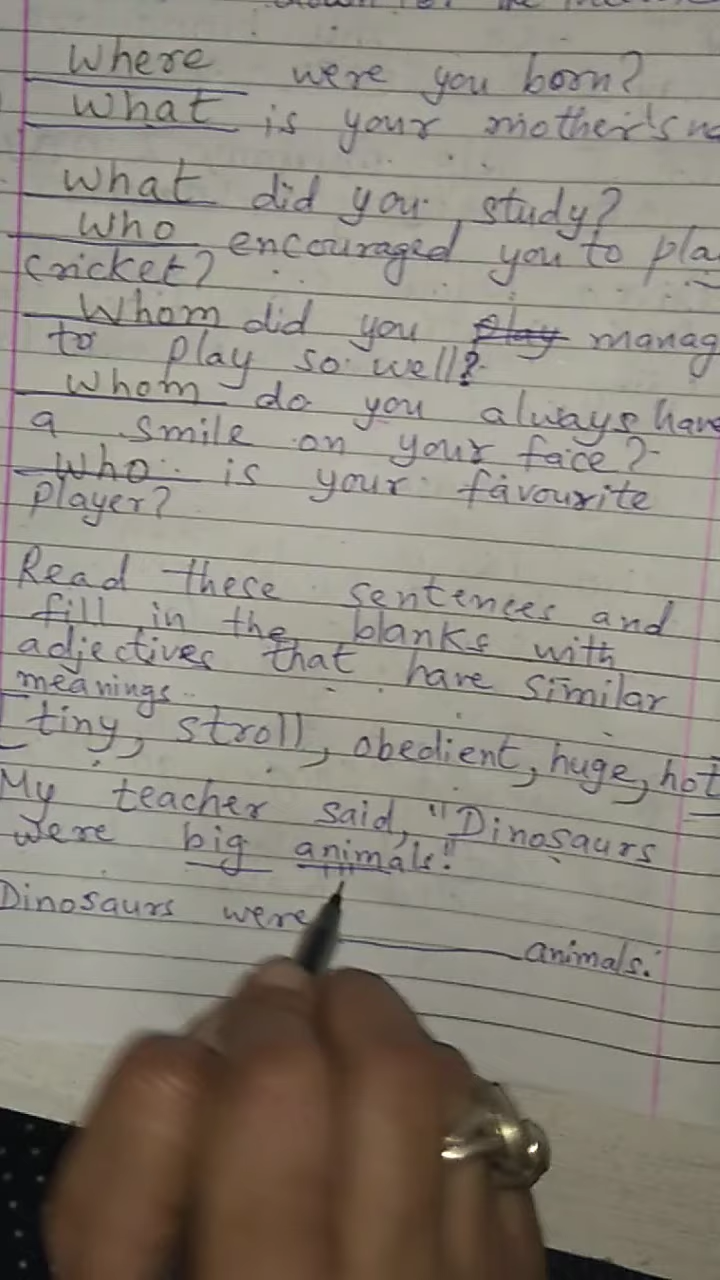 Where were you born?
What is your mother's
What did you study?
Who encouraged you to
cricket?
Whom did you play
to play so well?
Whom do you always have
a smile on your face?
Who is your favourite
player?
Read these sentences and
fill in the blanks with
adjectives that have similar
meanings
tiny, stroll, obedient, huge, hot
My teacher said, "Dinosaurs
were big animals."
Dinosaurs were ______ animals.